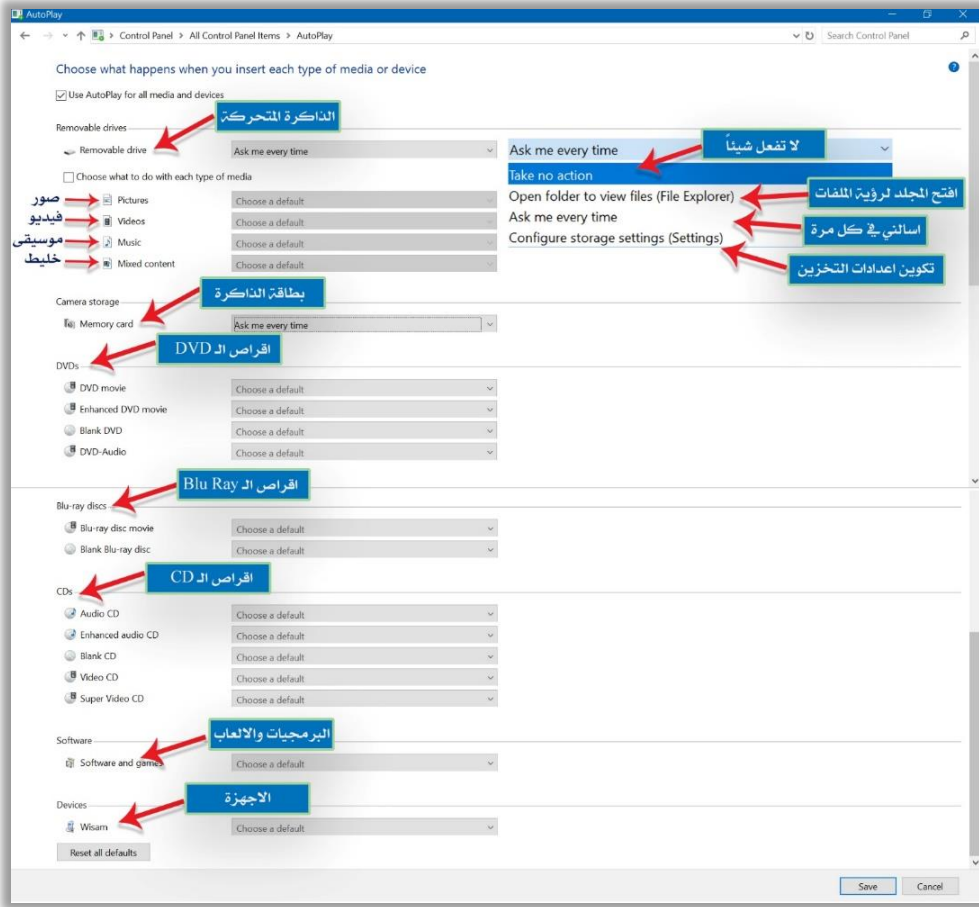 AutoPlay
Control Panel > All Control Panel Items > AutoPlay
Search Control Panel
Choose what happens when you insert each type of media or device
Use AutoPlay for all media and devices
الذاكرة المتحركة
Removable drives
Removable drive
Ask me every time
Choose what to do with each type of media
صور
Pictures
Choose a default
فيديو
Videos
Choose a default
موسيقى
Music
Choose a default
خليط
Mixed content
Choose a default
Ask me every time
لا تفعل شيئاً
Take no action
Open folder to view files (File Explorer)
افتح المجلد لرؤية الملفات
Ask me every time
اسالني في كل مرة
Configure storage settings (Settings)
تكوين اعدادات التخزين
بطاقة الذاكرة
Camera storage
Memory card
Ask me every time
اقراص الـ DVD
DVDs
DVD movie
Choose a default
Enhanced DVD movie
Choose a default
Blank DVD
Choose a default
DVD-Audio
Choose a default
اقراص الـ Blu Ray
Blu-ray discs
Blu-ray disc movie
Choose a default
Blank Blu-ray disc
Choose a default
اقراص الـ CD
CDs
Audio CD
Choose a default
Enhanced audio CD
Choose a default
Blank CD
Choose a default
Video CD
Choose a default
Super Video CD
Choose a default
البرمجيات والالعاب
Software
Software and games
Choose a default
الاجهزة
Devices
Wisam
Choose a default
Reset all defaults
Save
Cancel